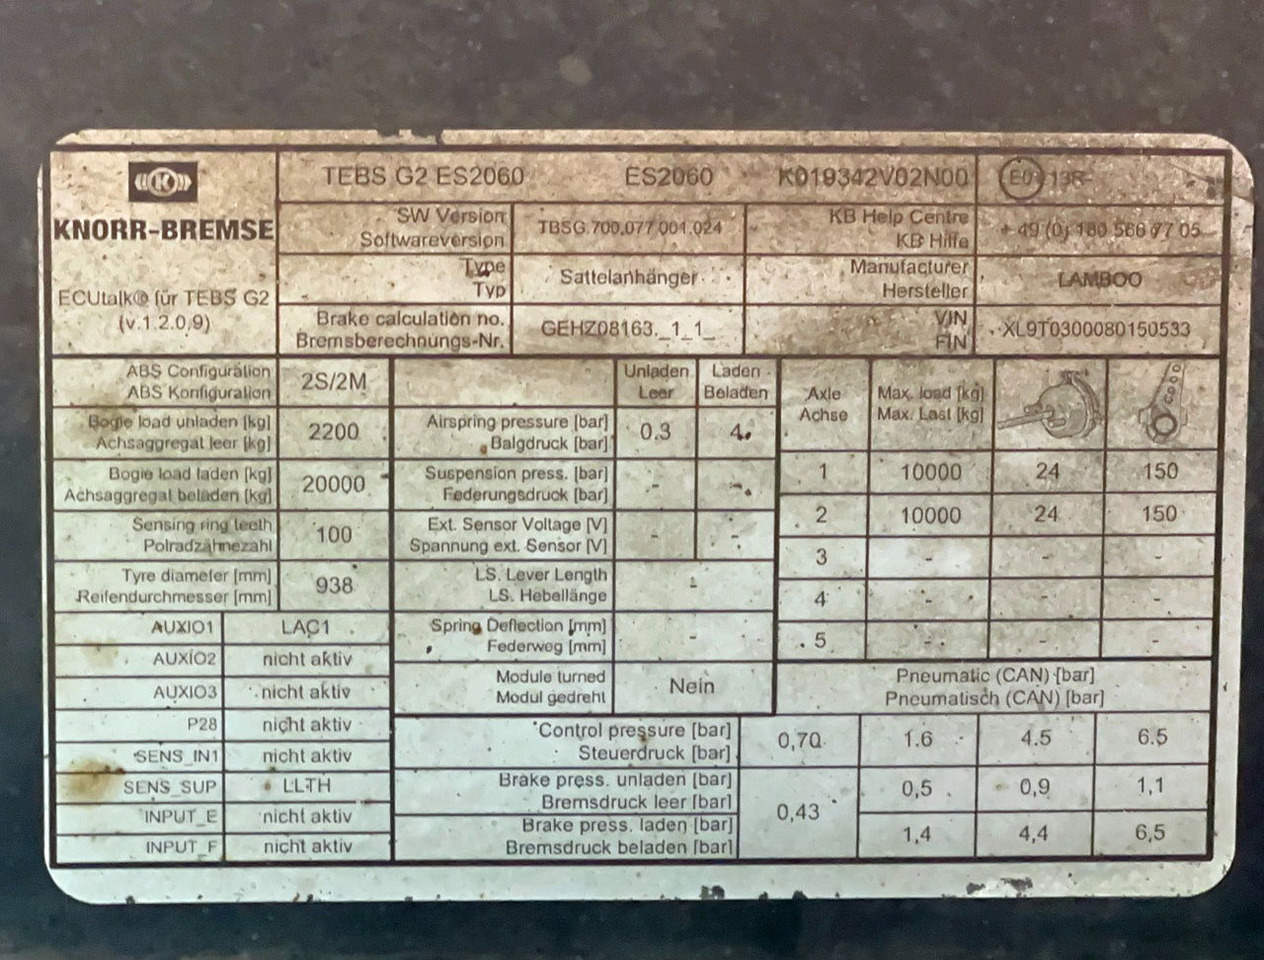 TEBS G2 ES2060 ES2060 K019342V02N00 13R
KNORR-BREMSE
SW Version
Softwareversion
TBSG.700.077.001.024
KB Help Centre
KB Hilfe
+ 49 (0) 180 566 77 05
ECUtalk® für TEBS G2
(v.1.2.0.9)
Type
Typ
Sattelanhänger
Manufacturer
Hersteller
LAMBOO
Brake calculation no.
Bremsberechnungs-Nr.
GEHZ08163._1_1_
VIN
FIN
XL9T0300080150533
ABS Configuration
ABS Konfiguration
2S/2M
Unladen
Leer
Laden
Beladen
Axle
Achse
Max. load [kg]
Max. Last [kg]
Bogie load unladen [kg]
Achsaggregat leer [kg]
2200
Airspring pressure [bar]
Balgdruck [bar]
0.3 4.
Bogie load laden [kg]
Achsaggregat beladen [kg]
20000
Suspension press. [bar]
Federungsdruck [bar]
- -
1 10000 24 150
Sensing ring teeth
Polradzähnezahl
100
Ext. Sensor Voltage [V]
Spannung ext. Sensor [V]
- -
2 10000 24 150
3 - - -
Tyre diameter [mm]
Reifendurchmesser [mm]
938
LS. Lever Length
LS. Hebellänge
-
4 - - -
AUXIO1 LAC1
Spring Deflection [mm]
Federweg [mm]
-
5 - - -
AUXIO2 nicht aktiv
AUXIO3 nicht aktiv
Module turned
Modul gedreht
Nein
Pneumatic (CAN) [bar]
Pneumatisch (CAN) [bar]
P28 nicht aktiv
Control pressure [bar]
Steuerdruck [bar]
0,70 1.6 4.5 6.5
SENS_IN1 nicht aktiv
SENS_SUP LLTH
Brake press. unladen [bar]
Bremsdruck leer [bar]
0,43 0,5 0,9 1,1
INPUT_E nicht aktiv
Brake press. laden [bar]
Bremsdruck beladen [bar]
1,4 4,4 6,5
INPUT_F nicht aktiv